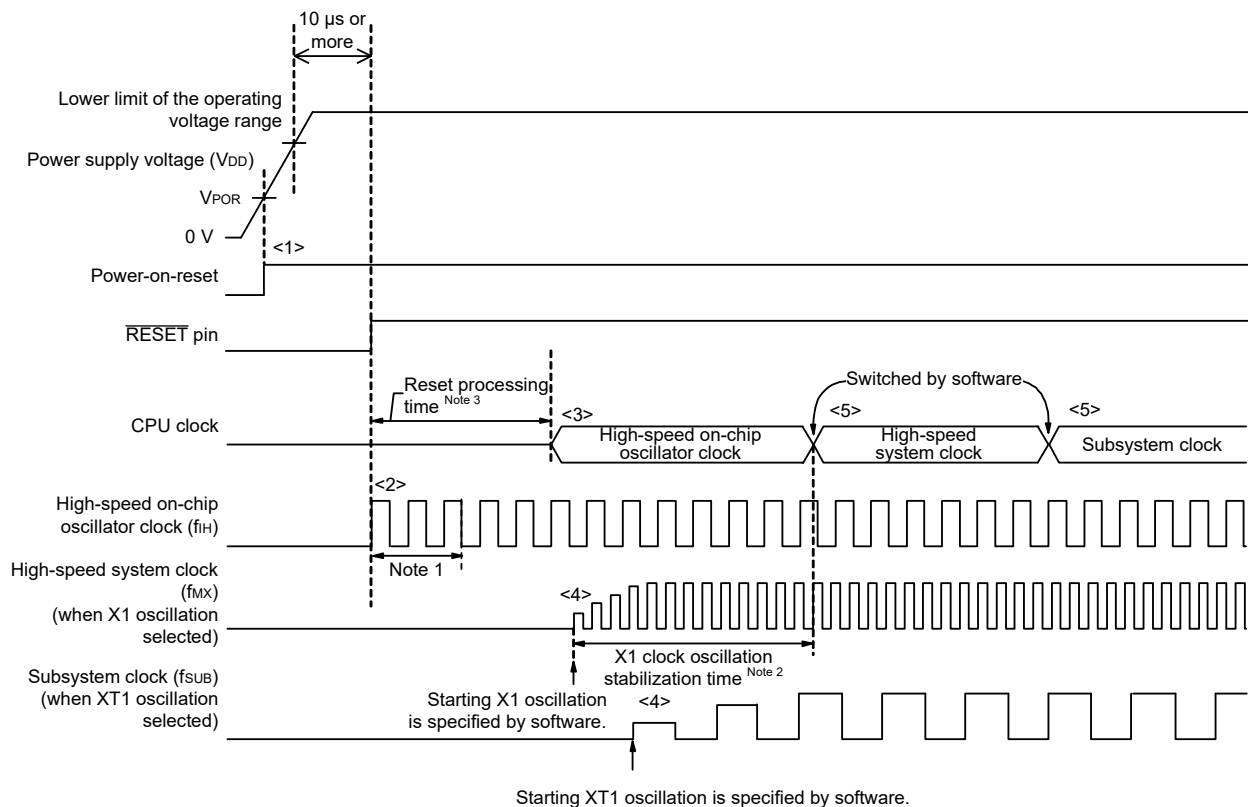 10 µs or
more
Lower limit of the operating
voltage range
Power supply voltage (VDD)
VPOR
0 V
<1>
Power-on-reset
RESET pin
Reset processing
time Note 3
Switched by software
CPU clock
<3>
<5>
<5>
High-speed on-chip
oscillator clock
High-speed
system clock
Subsystem clock
<2>
High-speed on-chip
oscillator clock (fIH)
Note 1
High-speed system clock
(fMX)
(when X1 oscillation
selected)
<4>
X1 clock oscillation
stabilization time Note 2
Subsystem clock (fSUB)
(when XT1 oscillation
selected)
Starting X1 oscillation
is specified by software.
<4>
Starting XT1 oscillation is specified by software.